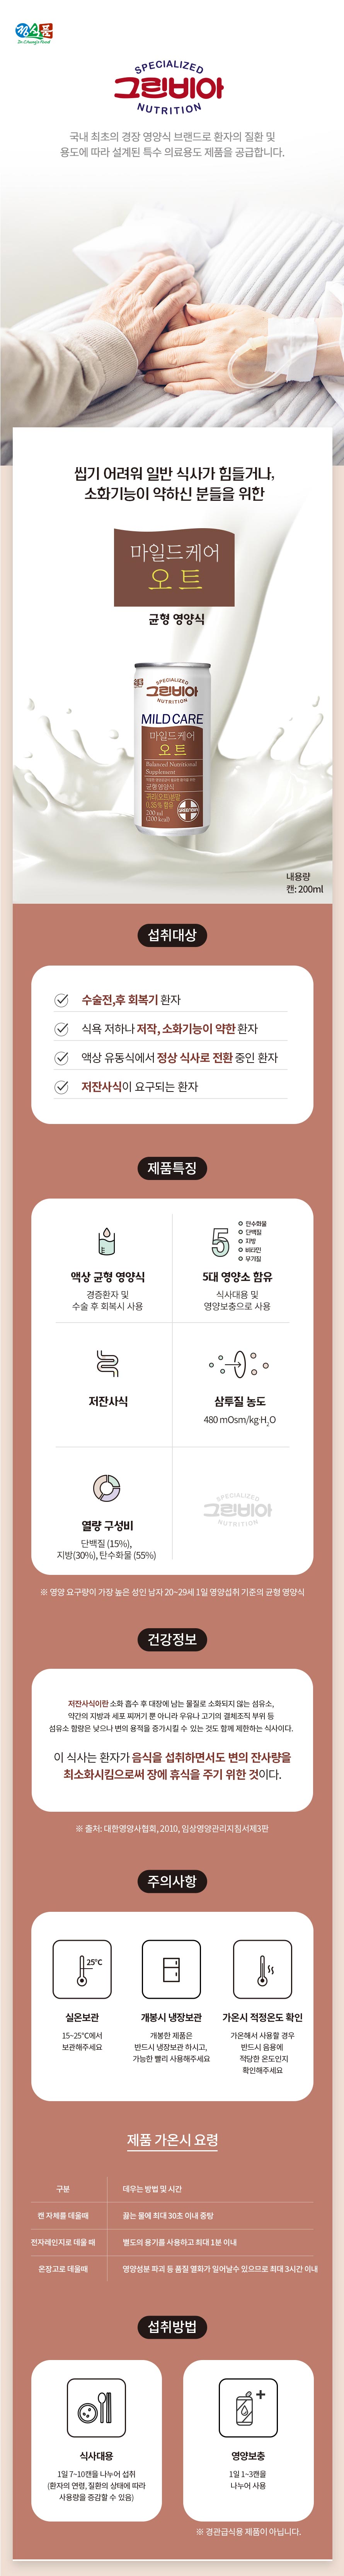 정식품
Dr.Chung's Food
SPECIALIZED
그린비아
NUTRITION
국내 최초의 경장 영양식 브랜드로 환자의 질환 및
용도에 따라 설계된 특수 의료용도 제품을 공급합니다.
씹기 어려워 일반 식사가 힘들거나,
소화기능이 약하신 분들을 위한
마일드케어
오트
균형 영양식
SPECIALIZED
그린비아
NUTRITION
MILD CARE
마일드케어
오트
Balanced Nutritional
Supplement
균형영양식
귀리(오트)분말
0.35% 함유
200 ml
(200 kcal)
GREENBIA
내용량
캔: 200ml
섭취대상
수술전,후 회복기 환자
식욕 저하나 저작, 소화기능이 약한 환자
액상 유동식에서 정상 식사로 전환 중인 환자
저잔사식이 요구되는 환자
제품특징
액상 균형 영양식
경증환자 및
수술 후 회복시 사용
5
탄수화물
단백질
지방
비타민
무기질
5대 영양소 함유
식사대용 및
영양보충으로 사용
저잔사식
삼투질 농도
480 mOsm/kg·H₂O
열량 구성비
단백질 (15%),
지방(30%), 탄수화물 (55%)
SPECIALIZED
그린비아
NUTRITION
※ 영양 요구량이 가장 높은 성인 남자 20~29세 1일 영양섭취 기준의 균형 영양식
건강정보
저잔사식이란 소화 흡수 후 대장에 남는 물질로 소화되지 않는 섬유소,
약간의 지방과 세포 찌꺼기 뿐 아니라 우유나 고기의 결체조직 부위 등
섬유소 함량은 낮으나 변의 용적을 증가시킬 수 있는 것도 함께 제한하는 식사이다.
이 식사는 환자가 음식을 섭취하면서도 변의 잔사량을
최소화시킴으로써 장에 휴식을 주기 위한 것이다.
※ 출처: 대한영양사협회, 2010, 임상영양관리지침서제3판
주의사항
25℃
실온보관
15~25℃에서
보관해주세요
개봉시 냉장보관
개봉한 제품은
반드시 냉장보관 하시고,
가능한 빨리 사용해주세요
가온시 적정온도 확인
가온해서 사용할 경우
반드시 음용에
적당한 온도인지
확인해주세요
제품 가온시 요령
구분 데우는 방법 및 시간
캔 자체를 데울때 끓는 물에 최대 30초 이내 중탕
전자레인지로 데울 때 별도의 용기를 사용하고 최대 1분 이내
온장고로 데울때 영양성분 파괴 등 품질 열화가 일어날수 있으므로 최대 3시간 이내
섭취방법
식사대용
1일 7~10캔을 나누어 섭취
(환자의 연령, 질환의 상태에 따라
사용량을 증감할 수 있음)
영양보충
1일 1~3캔을
나누어 사용
※ 경관급식용 제품이 아닙니다.